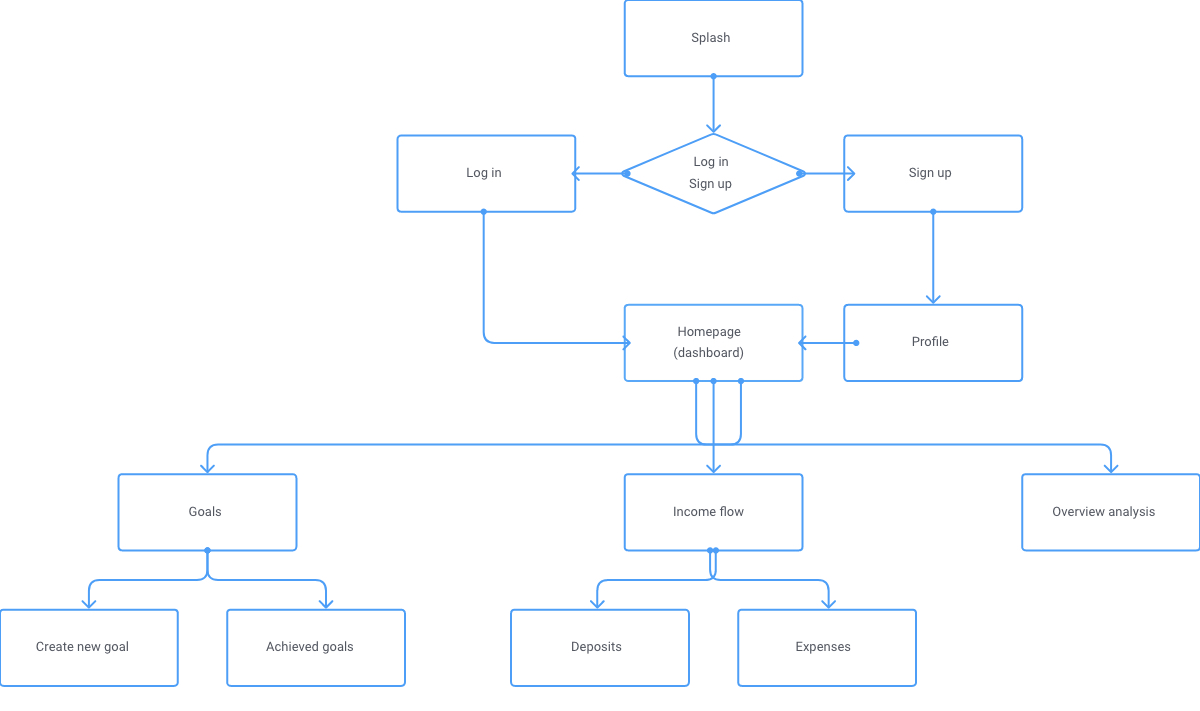 Splash
Log in
Log in
Sign up
Sign up
Homepage
(dashboard)
Profile
Goals
Income flow
Overview analysis
Create new goal
Achieved goals
Deposits
Expenses